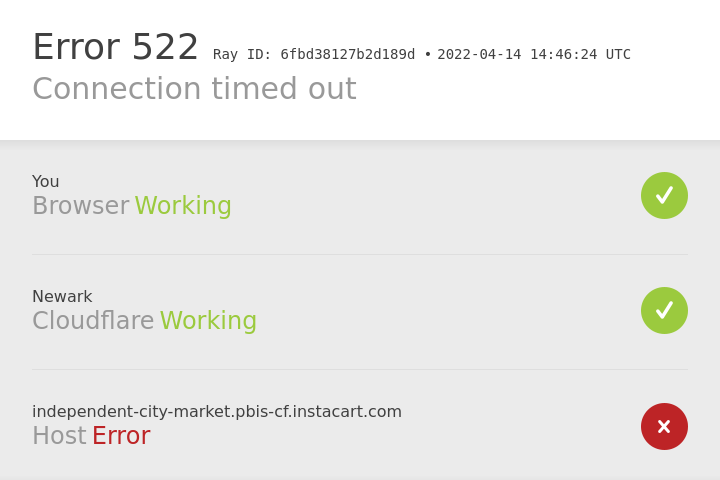 Error 522 Ray ID: 6fbd38127b2d189d • 2022-04-14 14:46:24 UTC
Connection timed out
You
Browser Working
Newark
Cloudflare Working
independent-city-market.pbis-cf.instacart.com
Host Error